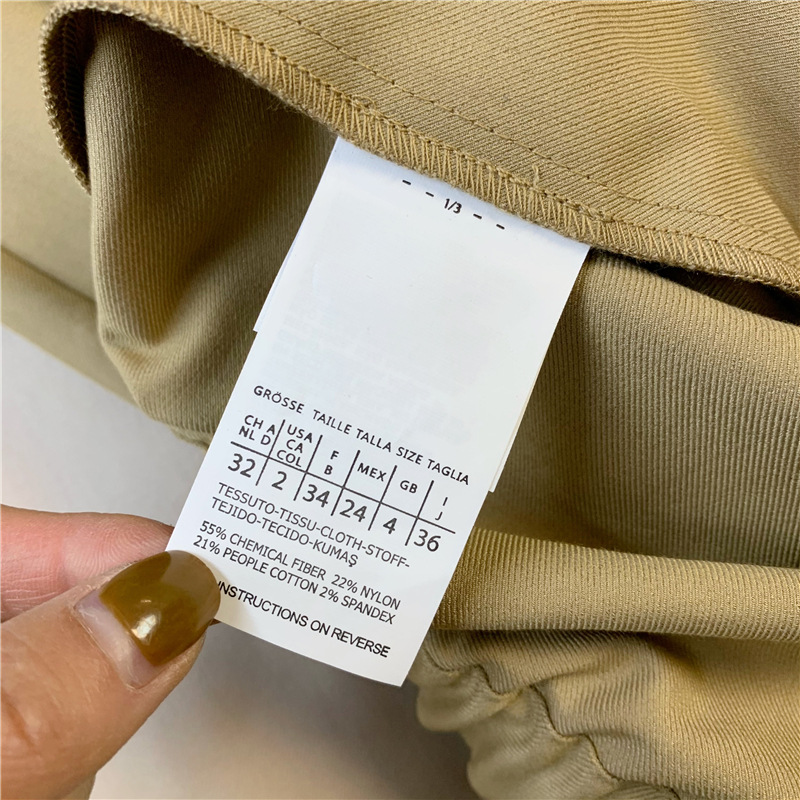 - - 1/3 - -
GRÖSSE TAILLE TALLA SIZE TAGLIA
CH A NL D USA CA COL F B MEX GB I J
32 2 34 24 4 36
TESSUTO-TISSU-CLOTH-STOFF-
TEJIDO-TECIDO-KUMAŞ
55% CHEMICAL FIBER 22% NYLON
21% PEOPLE COTTON 2% SPANDEX
INSTRUCTIONS ON REVERSE